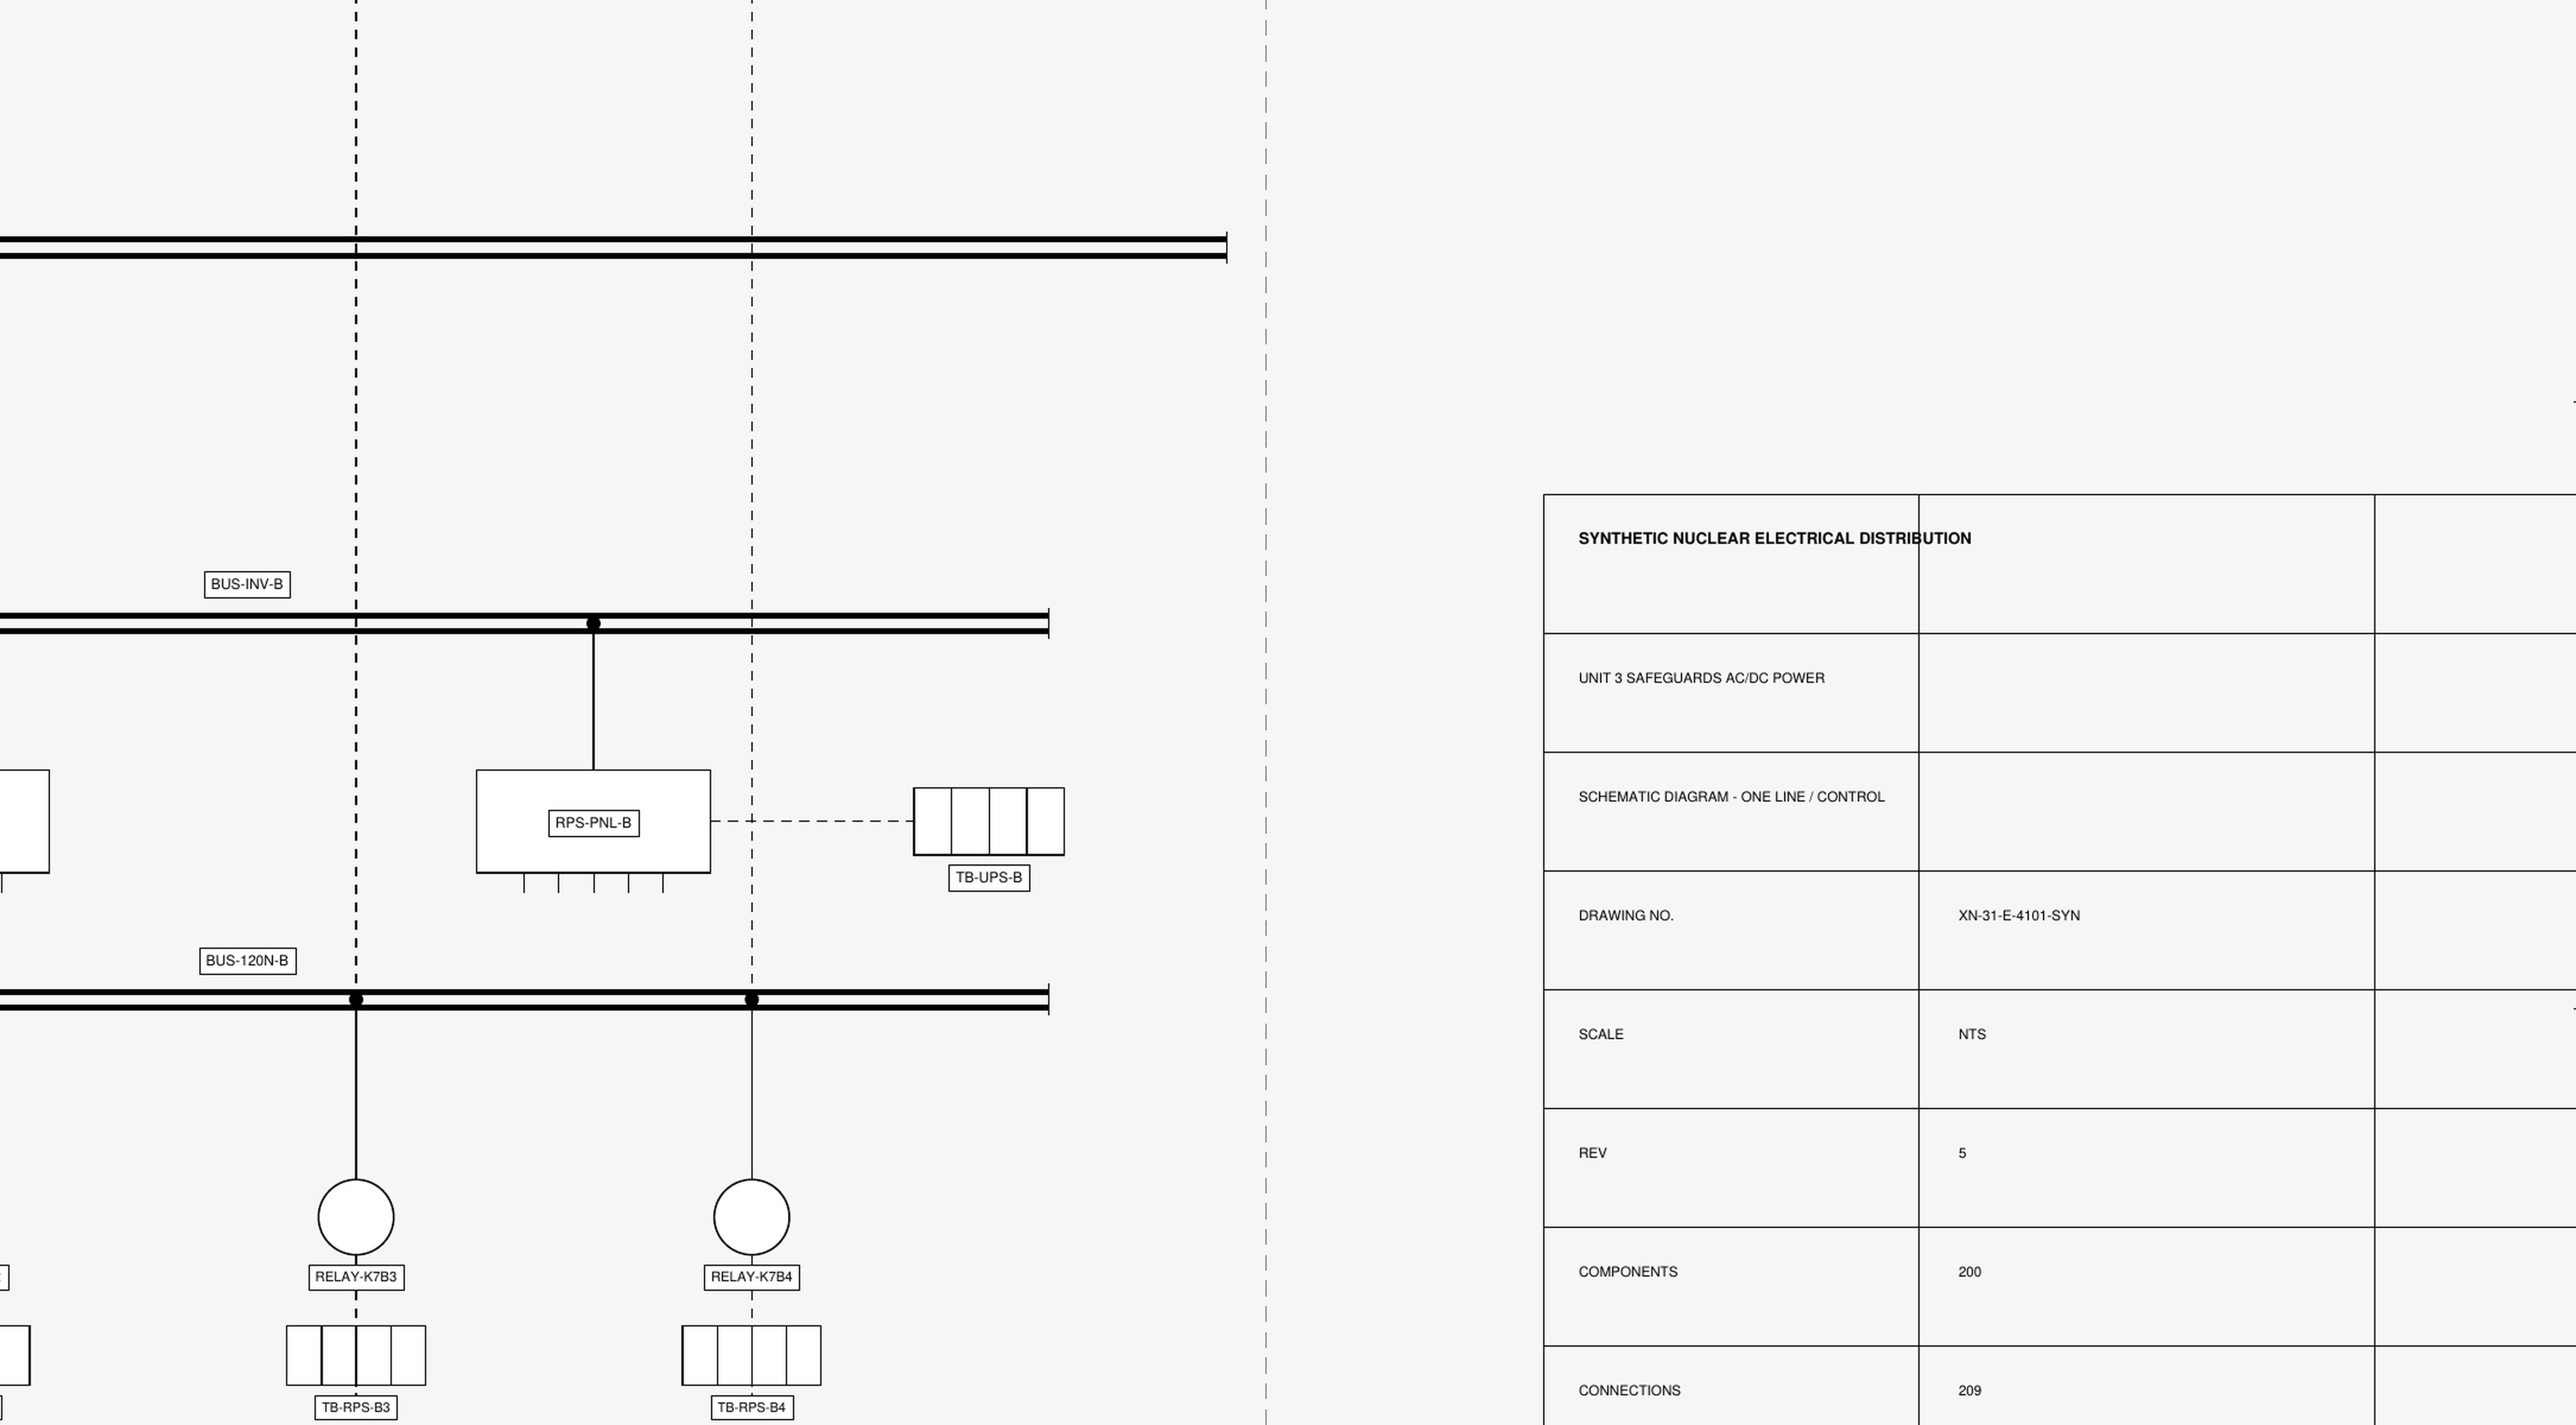 BUS-INV-B
RPS-PNL-B
TB-UPS-B
BUS-120N-B
RELAY-K7B3
RELAY-K7B4
TB-RPS-B3
TB-RPS-B4
SYNTHETIC NUCLEAR ELECTRICAL DISTRIBUTION
UNIT 3 SAFEGUARDS AC/DC POWER
SCHEMATIC DIAGRAM - ONE LINE / CONTROL
DRAWING NO. XN-31-E-4101-SYN
SCALE NTS
REV 5
COMPONENTS 200
CONNECTIONS 209